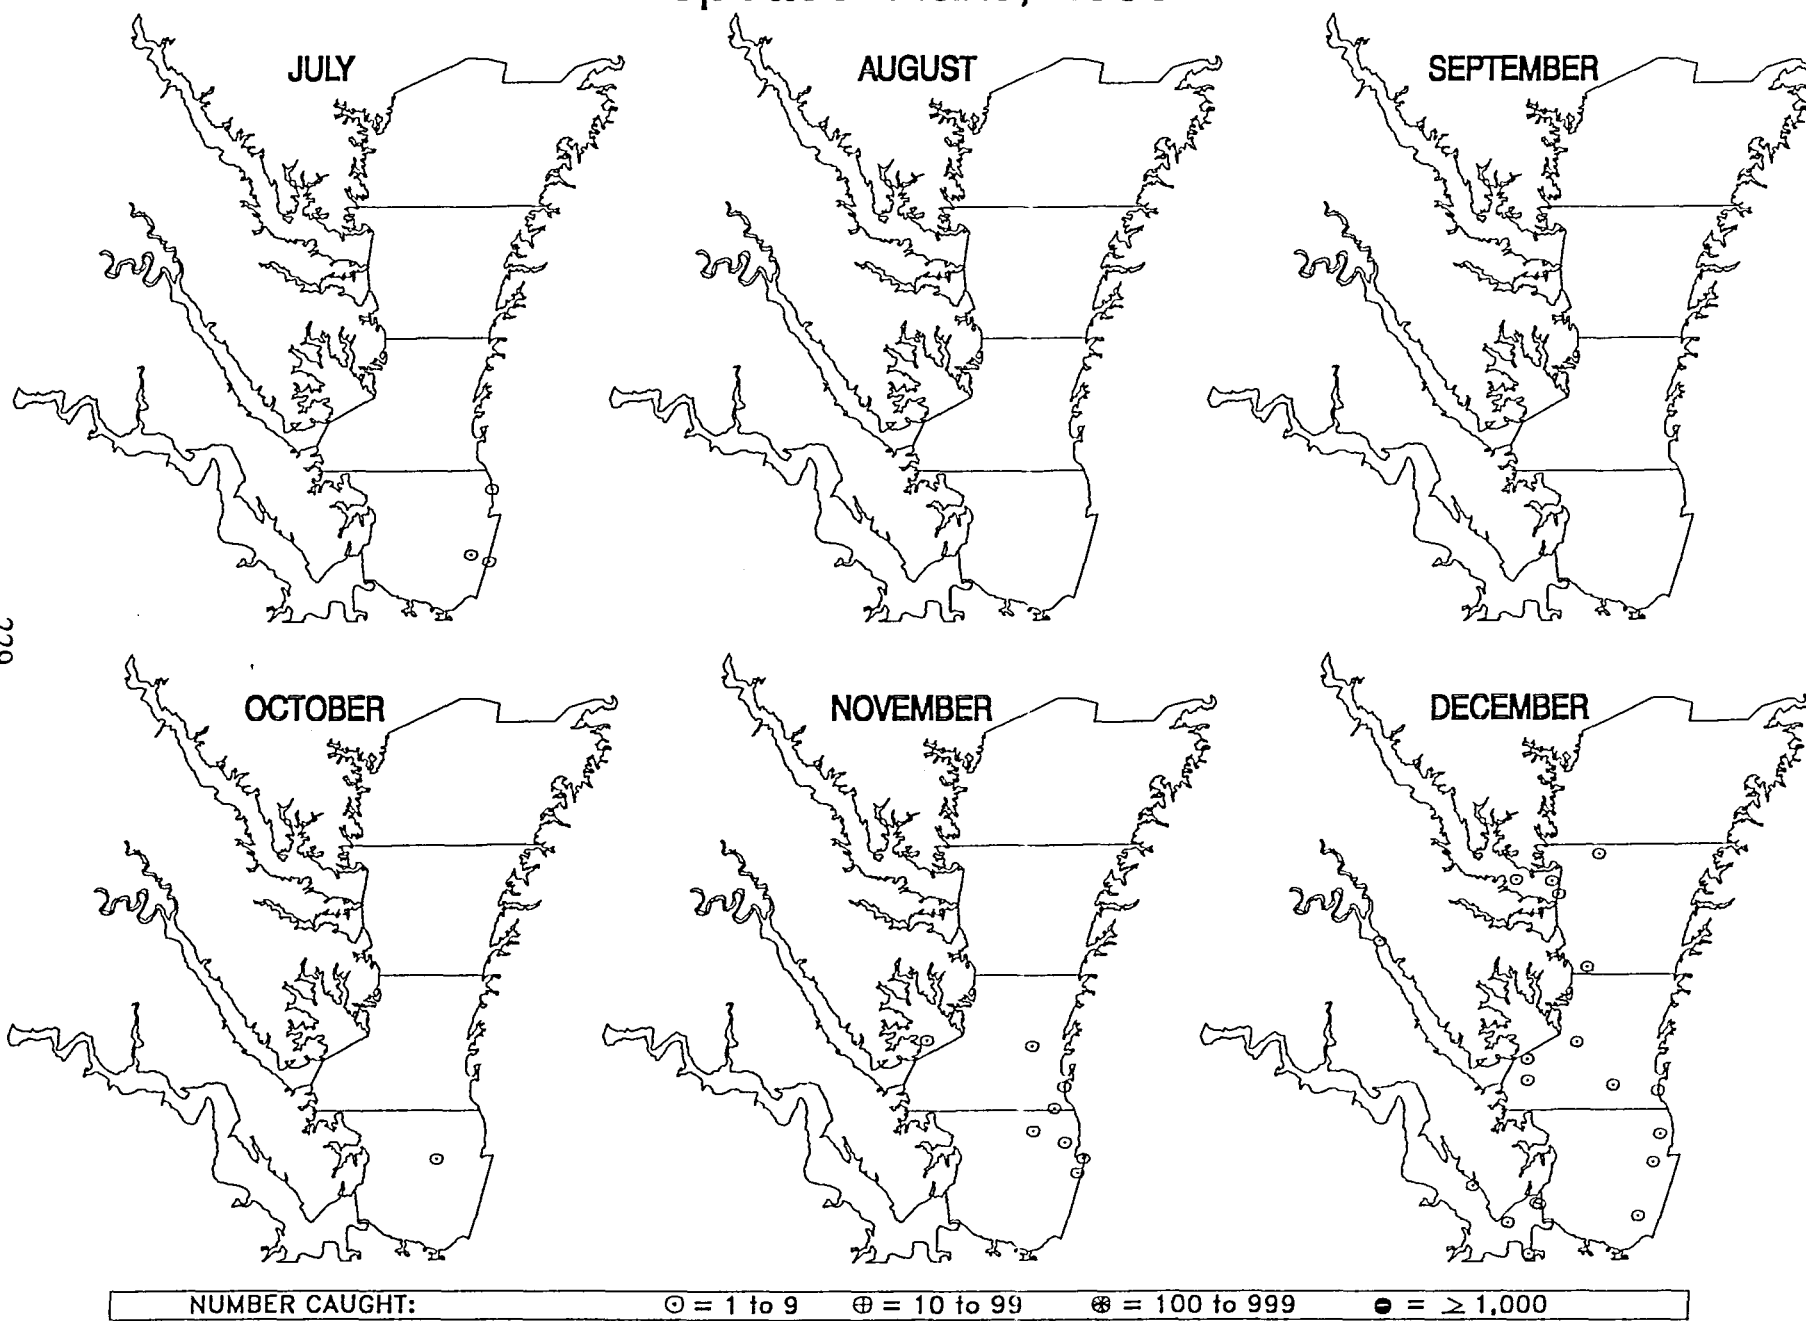 JULY AUGUST SEPTEMBER
229
OCTOBER NOVEMBER DECEMBER
NUMBER CAUGHT: ⊙ = 1 to 9 ⊕ = 10 to 99 = 100 to 999 = ≥ 1,000